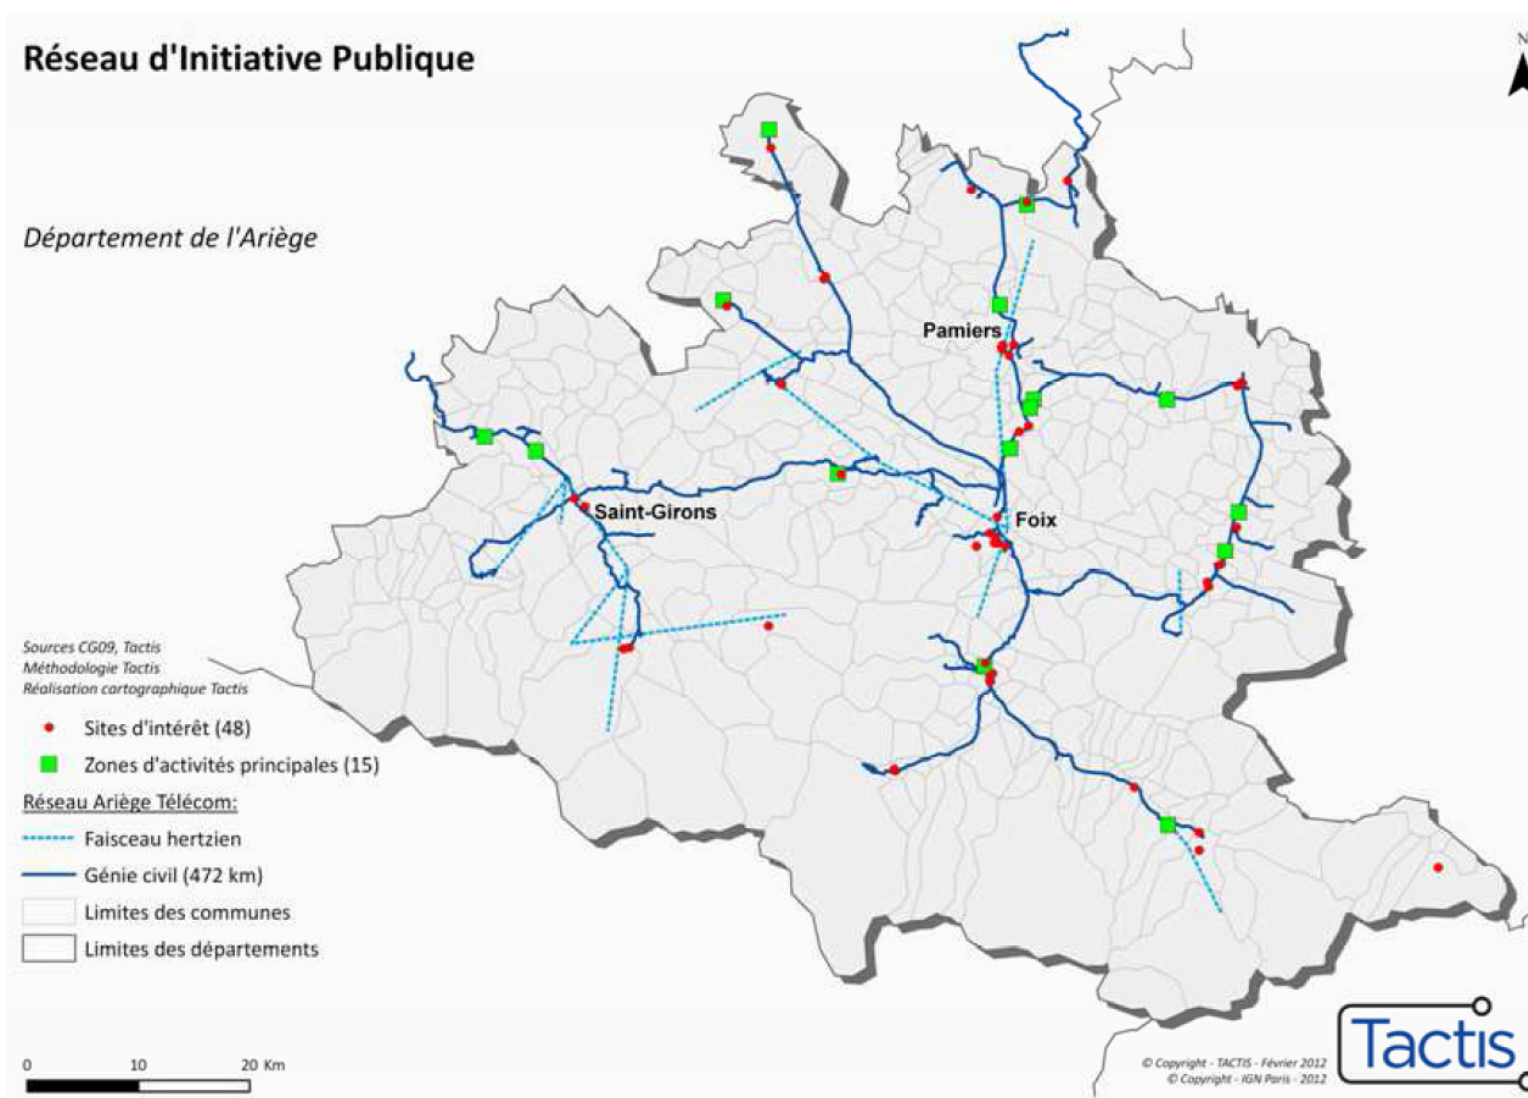 Réseau d'Initiative Publique
N
Département de l'Ariège
Pamiers
Saint-Girons
Foix
Sources CG09, Tactis
Méthodologie Tactis
Réalisation cartographique Tactis
Sites d'intérêt (48)
Zones d'activités principales (15)
Réseau Ariège Télécom:
Faisceau hertzien
Génie civil (472 km)
Limites des communes
Limites des départements
0 10 20 Km
© Copyright - TACTIS - Février 2012
© Copyright - IGN Paris - 2012
Tactis